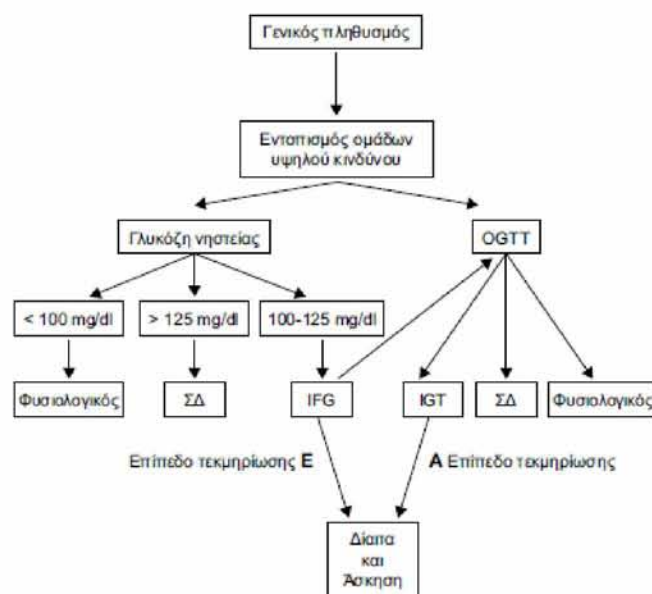 Γενικός πληθυσμός
Εντοπισμός ομάδων
υψηλού κινδύνου
Γλυκόζη νηστείας
OGTT
< 100 mg/dl
> 125 mg/dl
100-125 mg/dl
Φυσιολογικός
ΣΔ
IFG
IGT
ΣΔ
Φυσιολογικός
Επίπεδο τεκμηρίωσης E
A Επίπεδο τεκμηρίωσης
Δίαιτα
και
Άσκηση